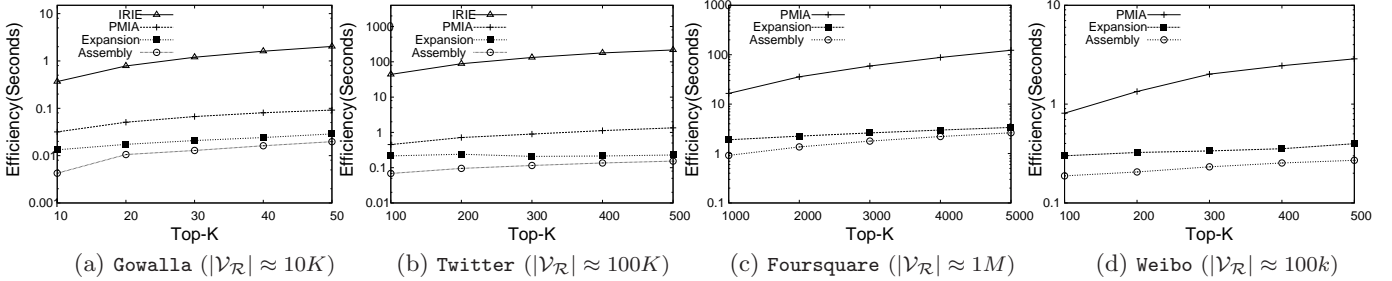 Efficiency(Seconds)
10
1
0.1
0.01
0.001
IRIE
PMIA
Expansion
Assembly
10 20 30 40 50
Top-K
(a) Gowalla (|V_R| ≈ 10K)
Efficiency(Seconds)
1000
100
10
1
0.1
0.01
IRIE
PMIA
Expansion
Assembly
100 200 300 400 500
Top-K
(b) Twitter (|V_R| ≈ 100K)
Efficiency(Seconds)
1000
100
10
1
0.1
PMIA
Expansion
Assembly
1000 2000 3000 4000 5000
Top-K
(c) Foursquare (|V_R| ≈ 1M)
Efficiency(Seconds)
10
1
0.1
PMIA
Expansion
Assembly
100 200 300 400 500
Top-K
(d) Weibo (|V_R| ≈ 100k)